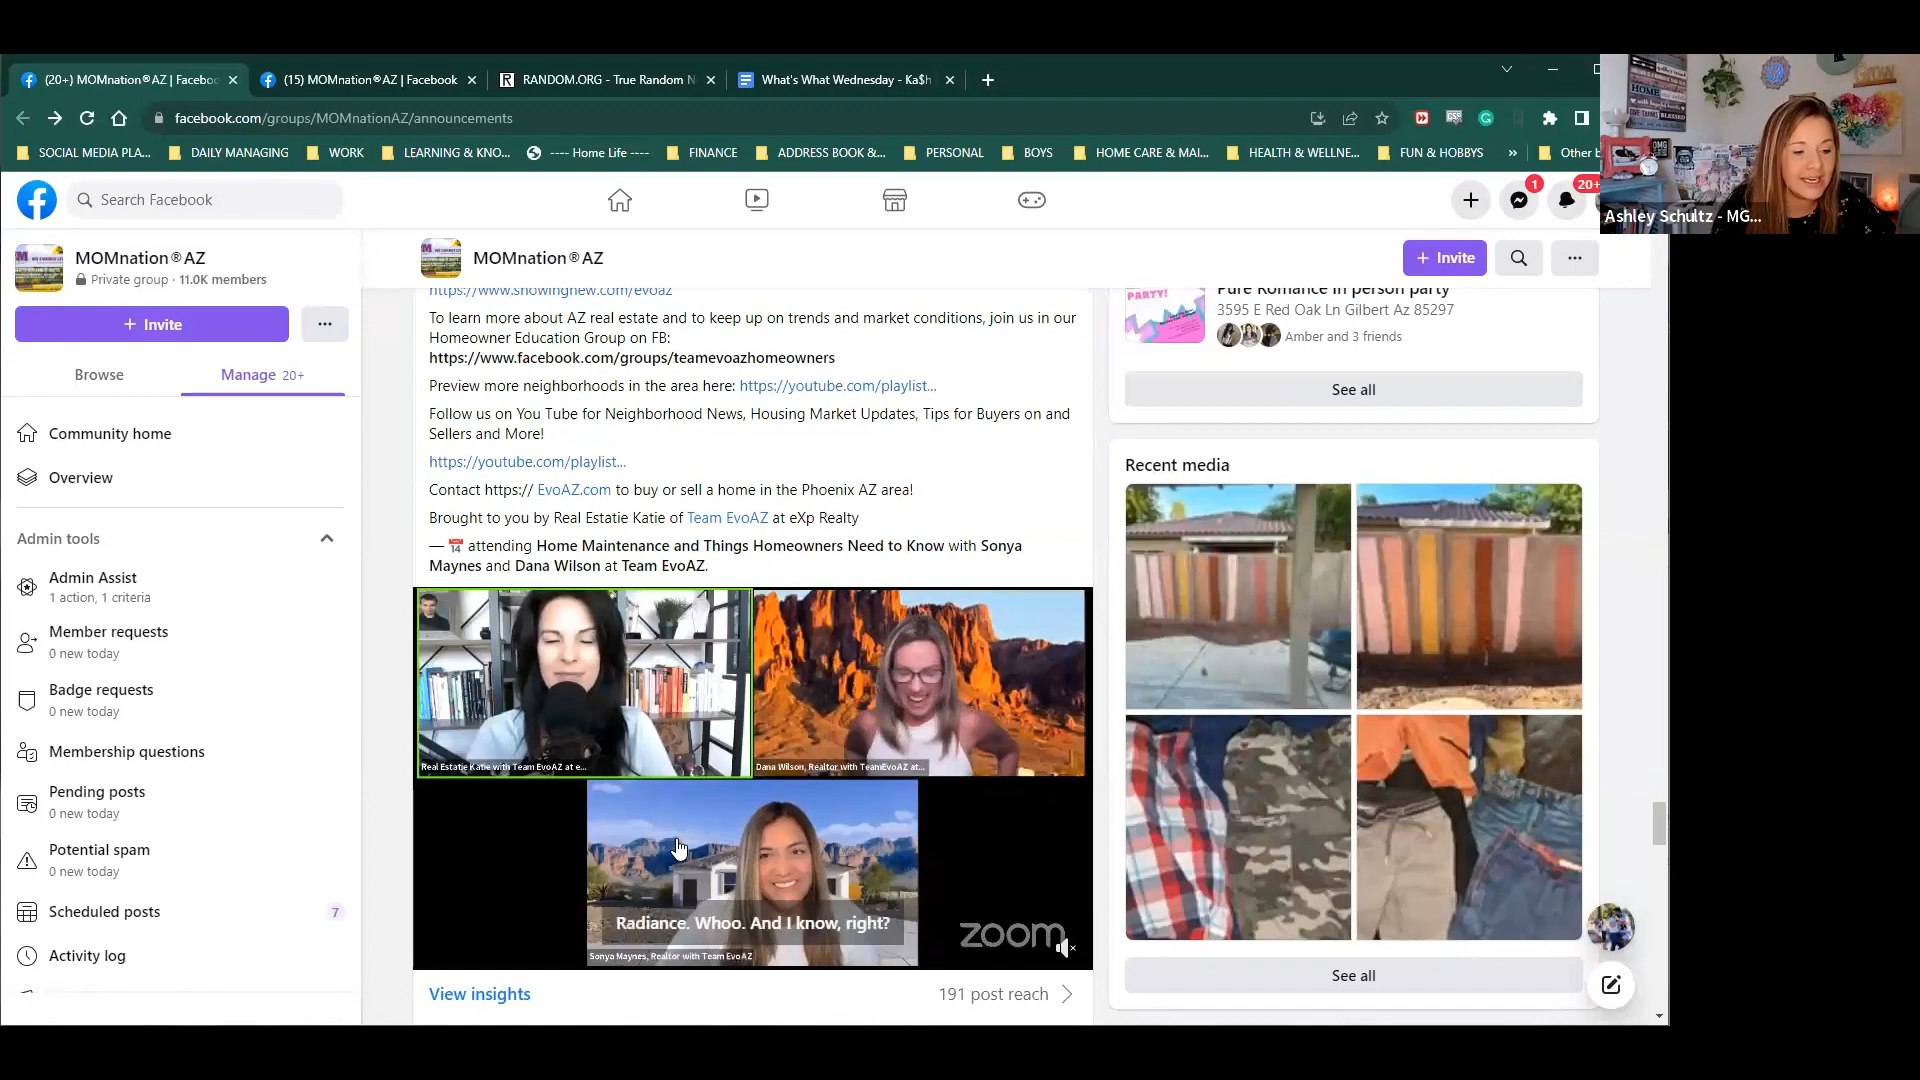 (20+) MOMnation®AZ | Faceboo
(15) MOMnation®AZ | Facebook
RANDOM.ORG - True Random N
What's What Wednesday - Ka$h
facebook.com/groups/MOMnationAZ/announcements
SOCIAL MEDIA PLA...
DAILY MANAGING
WORK
LEARNING & KNO...
---- Home Life ----
FINANCE
ADDRESS BOOK &...
PERSONAL
BOYS
HOME CARE & MAI...
HEALTH & WELLNE...
FUN & HOBBYS
»
Other b
Ashley Schultz - MG...
Search Facebook
1
20+
MOMnation®AZ
Private group · 11.0K members
+ Invite
...
Browse
Manage 20+
Community home
Overview
Admin tools
Admin Assist
1 action, 1 criteria
Member requests
0 new today
Badge requests
0 new today
Membership questions
Pending posts
0 new today
Potential spam
0 new today
Scheduled posts
7
Activity log
MOMnation®AZ
+ Invite
...
https://www.showingnew.com/evoaz
To learn more about AZ real estate and to keep up on trends and market conditions, join us in our
Homeowner Education Group on FB:
https://www.facebook.com/groups/teamevoazhomeowners
Preview more neighborhoods in the area here: https://youtube.com/playlist...
Follow us on You Tube for Neighborhood News, Housing Market Updates, Tips for Buyers on and
Sellers and More!
https://youtube.com/playlist...
Contact https:// EvoAZ.com to buy or sell a home in the Phoenix AZ area!
Brought to you by Real Estatie Katie of Team EvoAZ at eXp Realty
— attending Home Maintenance and Things Homeowners Need to Know with Sonya
Maynes and Dana Wilson at Team EvoAZ.
Real Estatie Katie with Team EvoAZ at e...
Dana Wilson, Realtor with TeamEvoAZ at...
Radiance. Whoo. And I know, right?
Sonya Maynes, Realtor with Team EvoAZ
zoom
View insights
191 post reach
PARTY!
Pure Romance in person party
3595 E Red Oak Ln Gilbert Az 85297
Amber and 3 friends
See all
Recent media
See all